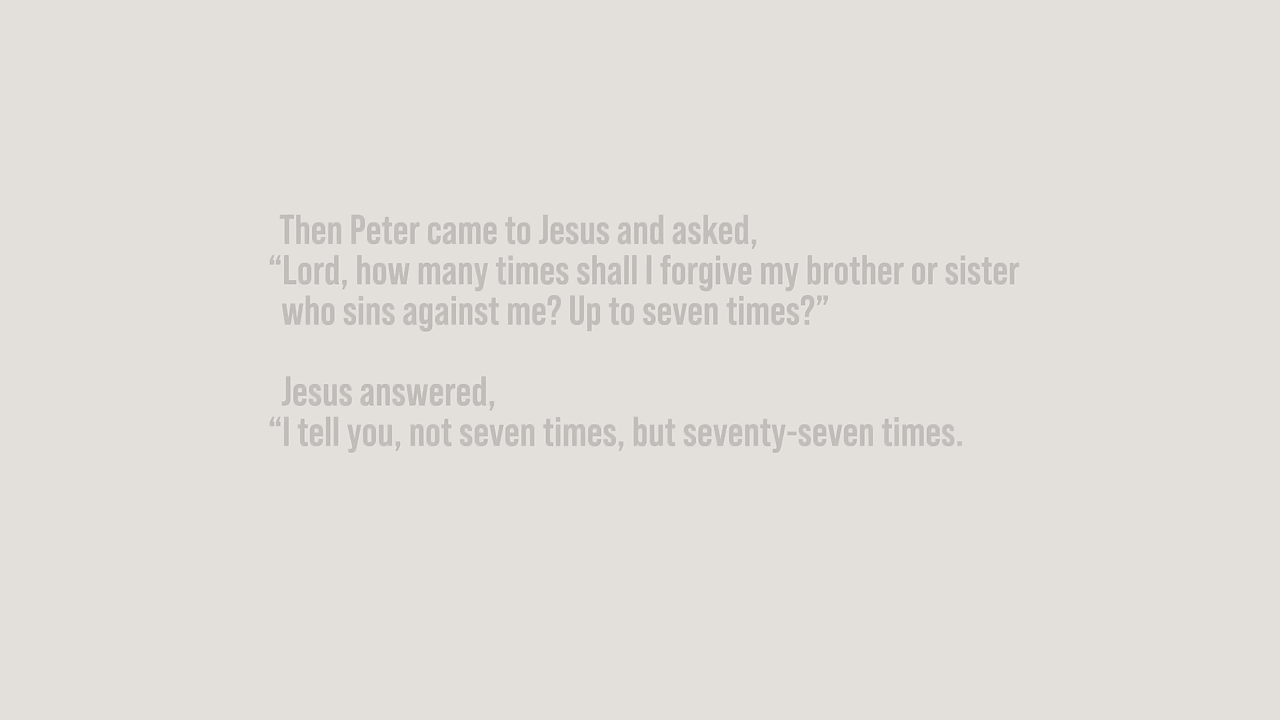 Then Peter came to Jesus and asked,
“Lord, how many times shall I forgive my brother or sister
who sins against me? Up to seven times?”
Jesus answered,
“I tell you, not seven times, but seventy-seven times.